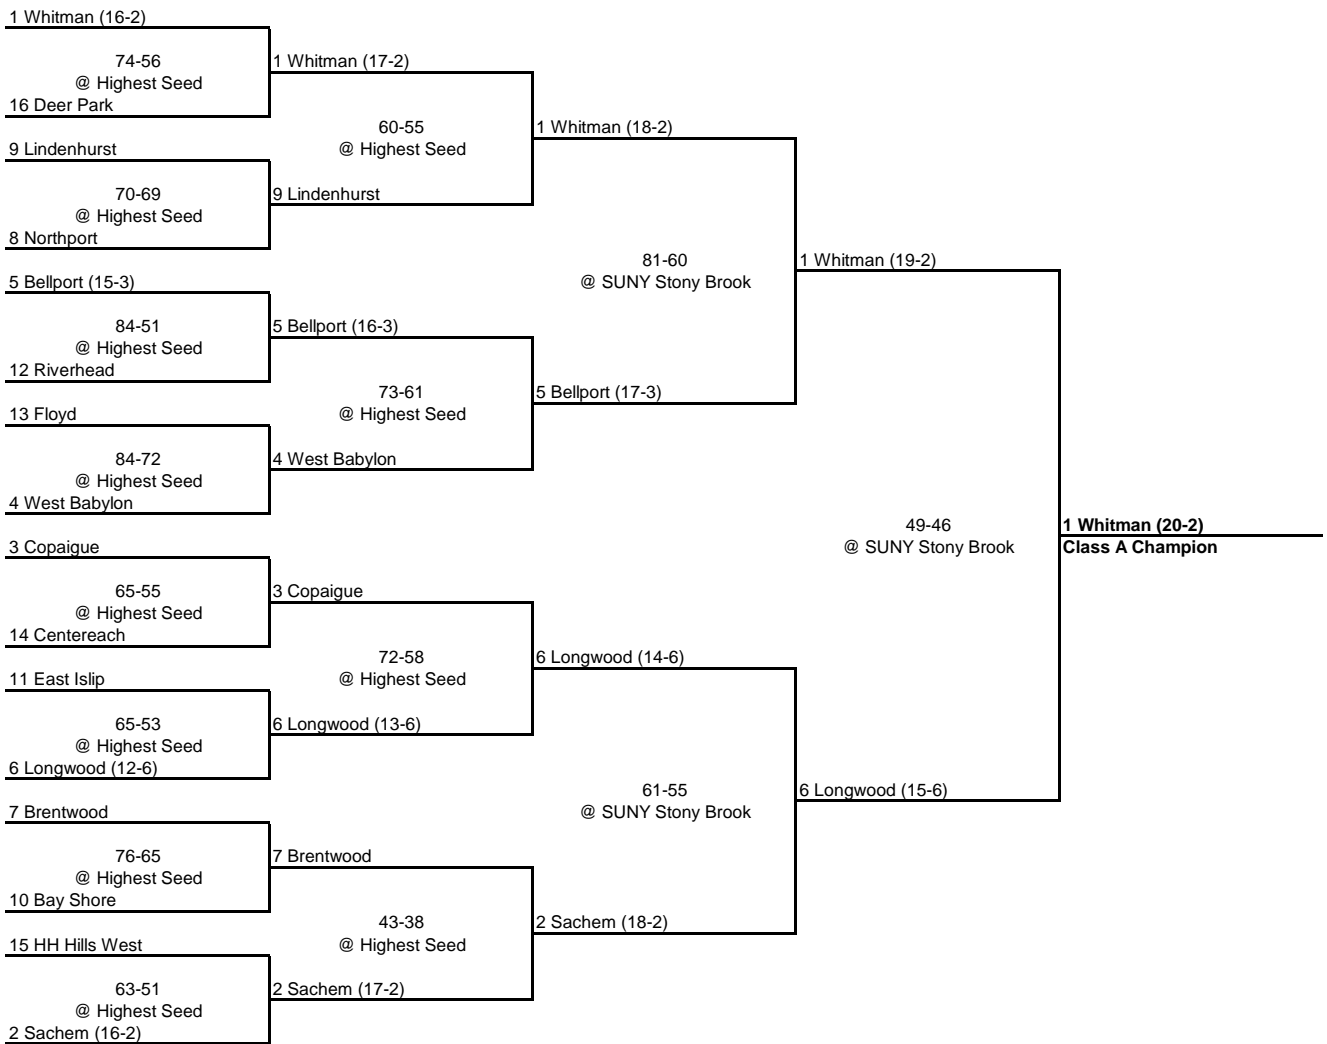 1 Whitman (16-2)
74-56
@ Highest Seed
16 Deer Park
9 Lindenhurst
70-69
@ Highest Seed
8 Northport
5 Bellport (15-3)
84-51
@ Highest Seed
12 Riverhead
13 Floyd
84-72
@ Highest Seed
4 West Babylon
3 Copaigue
65-55
@ Highest Seed
14 Centereach
11 East Islip
65-53
@ Highest Seed
6 Longwood (12-6)
7 Brentwood
76-65
@ Highest Seed
10 Bay Shore
15 HH Hills West
63-51
@ Highest Seed
2 Sachem (16-2)
1 Whitman (17-2)
60-55
@ Highest Seed
9 Lindenhurst
5 Bellport (16-3)
73-61
@ Highest Seed
4 West Babylon
3 Copaigue
72-58
@ Highest Seed
6 Longwood (13-6)
7 Brentwood
43-38
@ Highest Seed
2 Sachem (17-2)
1 Whitman (18-2)
81-60
@ SUNY Stony Brook
5 Bellport (17-3)
6 Longwood (14-6)
61-55
@ SUNY Stony Brook
2 Sachem (18-2)
1 Whitman (19-2)
49-46
@ SUNY Stony Brook
6 Longwood (15-6)
1 Whitman (20-2)
Class A Champion